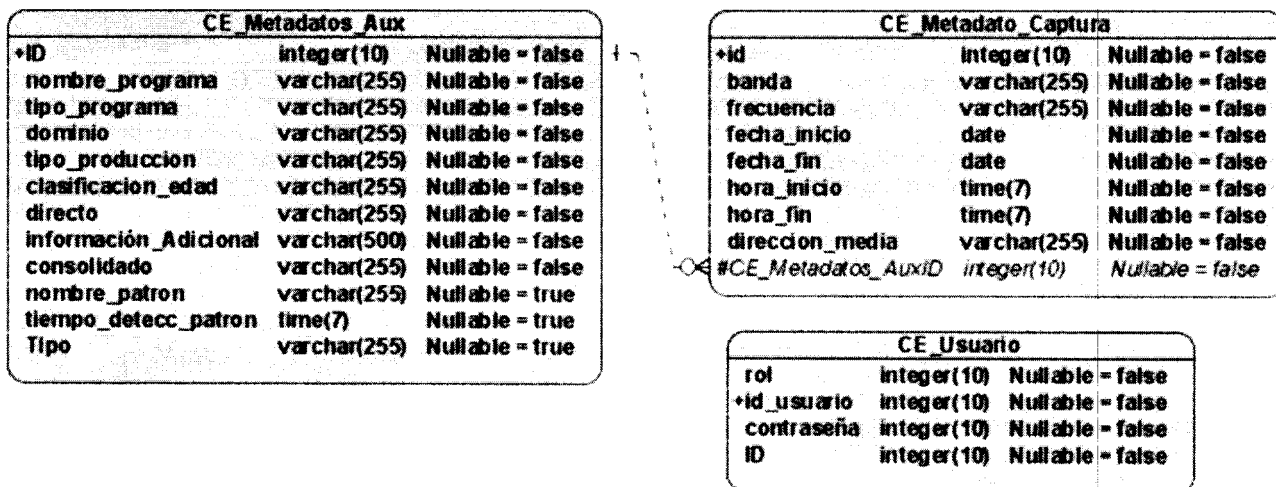 CE_Metadatos_Aux
+ID integer(10) Nullable = false
nombre_programa varchar(255) Nullable = false
tipo_programa varchar(255) Nullable = false
dominio varchar(255) Nullable = false
tipo_produccion varchar(255) Nullable = false
clasificacion_edad varchar(255) Nullable = false
directo varchar(255) Nullable = false
información_Adicional varchar(500) Nullable = false
consolidado varchar(255) Nullable = false
nombre_patron varchar(255) Nullable = true
tiempo_detecc_patron time(7) Nullable = true
Tipo varchar(255) Nullable = true
CE_Metadato_Captura
+id integer(10) Nullable = false
banda varchar(255) Nullable = false
frecuencia varchar(255) Nullable = false
fecha_inicio date Nullable = false
fecha_fin date Nullable = false
hora_inicio time(7) Nullable = false
hora_fin time(7) Nullable = false
direccion_media varchar(255) Nullable = false
#CE_Metadatos_AuxID integer(10) Nullable = false
CE_Usuario
rol integer(10) Nullable = false
+id_usuario integer(10) Nullable = false
contraseña integer(10) Nullable = false
ID integer(10) Nullable = false